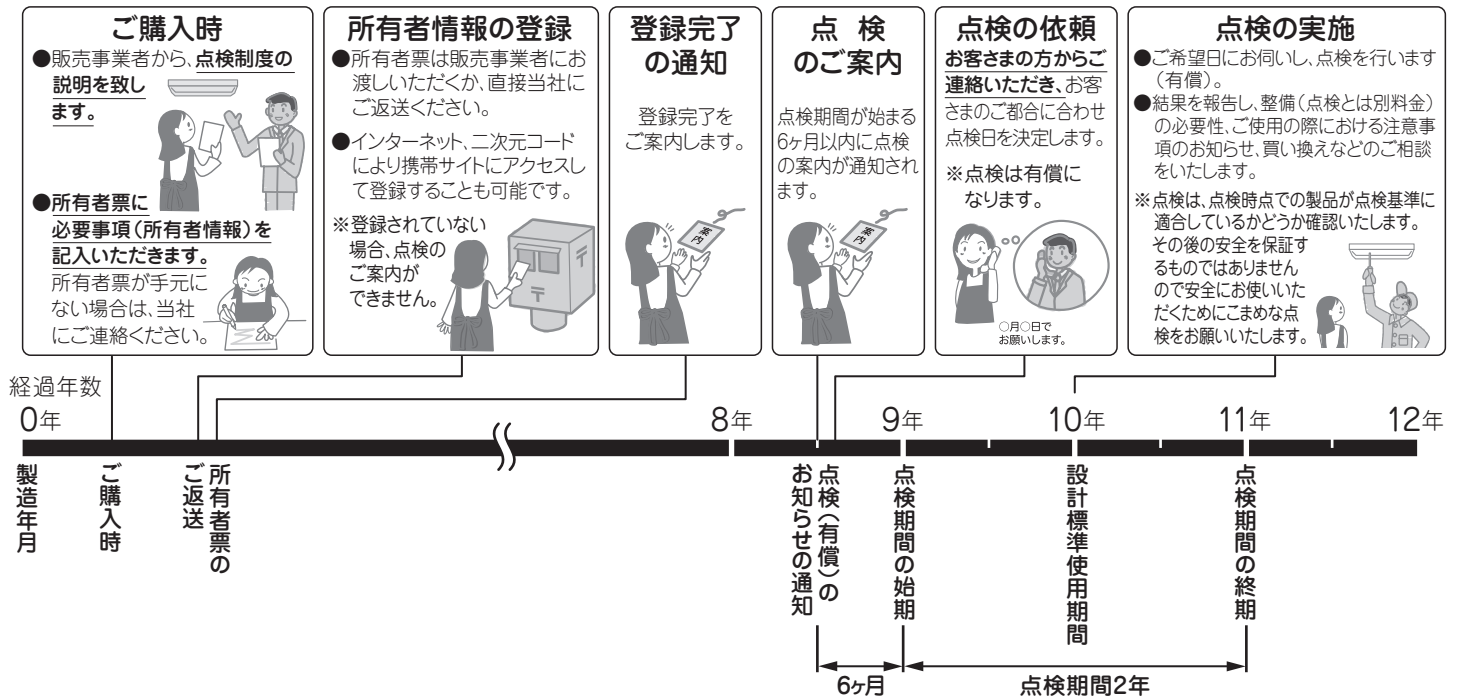 ご購入時
●販売事業者から、点検制度の
説明を致し
ます。
●所有者票に
必要事項(所有者情報)を
記入いただきます。
所有者票が手元に
ない場合は、当社
にご連絡ください。
所有者情報の登録
●所有者票は販売事業者にお
渡しいただくか、直接当社に
ご返送ください。
●インターネット、二次元コード
により携帯サイトにアクセスし
て登録することも可能です。
※登録されていない
場合、点検の
ご案内が
できません。
〒
〒
登録完了
の通知
登録完了を
ご案内します。
案内
点検
のご案内
点検期間が始まる
6ヶ月以内に点検
の案内が通知され
ます。
案内
点検の依頼
お客さまの方からご
連絡いただき、お客
さまのご都合に合わせ
点検日を決定します。
※点検は有償に
なります。
○月○日で
お願いします。
点検の実施
●ご希望日にお伺いし、点検を行います
(有償)。
●結果を報告し、整備(点検とは別料金)
の必要性、ご使用の際における注意事
項のお知らせ、買い換えなどのご相談
をいたします。
※点検は、点検時点での製品が点検基準に
適合しているかどうか確認いたします。
その後の安全を保証す
るものではありません
ので安全にお使いいた
だくためにこまめな点
検をお願いいたします。
経過年数
0年
8年
9年
10年
11年
12年
製造年月
ご購入時
所有者票の
ご返送
点検(有償)の
お知らせの通知
点検期間の始期
設計標準使用期間
点検期間の終期
6ヶ月
点検期間2年